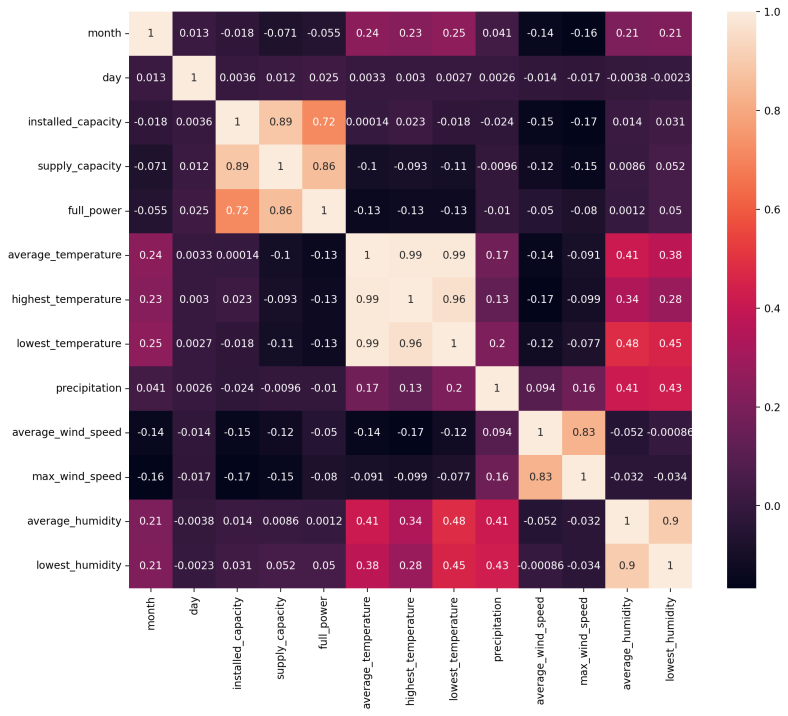 month 1 0.013 -0.018 -0.071 -0.055 0.24 0.23 0.25 0.041 -0.14 -0.16 0.21 0.21
day 0.013 1 0.0036 0.012 0.025 0.0033 0.003 0.0027 0.0026 -0.014 -0.017 -0.0038 -0.0023
installed_capacity -0.018 0.0036 1 0.89 0.72 0.00014 0.023 -0.018 -0.024 -0.15 -0.17 0.014 0.031
supply_capacity -0.071 0.012 0.89 1 0.86 -0.1 -0.093 -0.11 -0.0096 -0.12 -0.15 0.0086 0.052
full_power -0.055 0.025 0.72 0.86 1 -0.13 -0.13 -0.13 -0.01 -0.05 -0.08 0.0012 0.05
average_temperature 0.24 0.0033 0.00014 -0.1 -0.13 1 0.99 0.99 0.17 -0.14 -0.091 0.41 0.38
highest_temperature 0.23 0.003 0.023 -0.093 -0.13 0.99 1 0.96 0.13 -0.17 -0.099 0.34 0.28
lowest_temperature 0.25 0.0027 -0.018 -0.11 -0.13 0.99 0.96 1 0.2 -0.12 -0.077 0.48 0.45
precipitation 0.041 0.0026 -0.024 -0.0096 -0.01 0.17 0.13 0.2 1 0.094 0.16 0.41 0.43
average_wind_speed -0.14 -0.014 -0.15 -0.12 -0.05 -0.14 -0.17 -0.12 0.094 1 0.83 -0.052 -0.00086
max_wind_speed -0.16 -0.017 -0.17 -0.15 -0.08 -0.091 -0.099 -0.077 0.16 0.83 1 -0.032 -0.034
average_humidity 0.21 -0.0038 0.014 0.0086 0.0012 0.41 0.34 0.48 0.41 -0.052 -0.032 1 0.9
lowest_humidity 0.21 -0.0023 0.031 0.052 0.05 0.38 0.28 0.45 0.43 -0.00086 -0.034 0.9 1
month
day
installed_capacity
supply_capacity
full_power
average_temperature
highest_temperature
lowest_temperature
precipitation
average_wind_speed
max_wind_speed
average_humidity
lowest_humidity
1.0
0.8
0.6
0.4
0.2
0.0